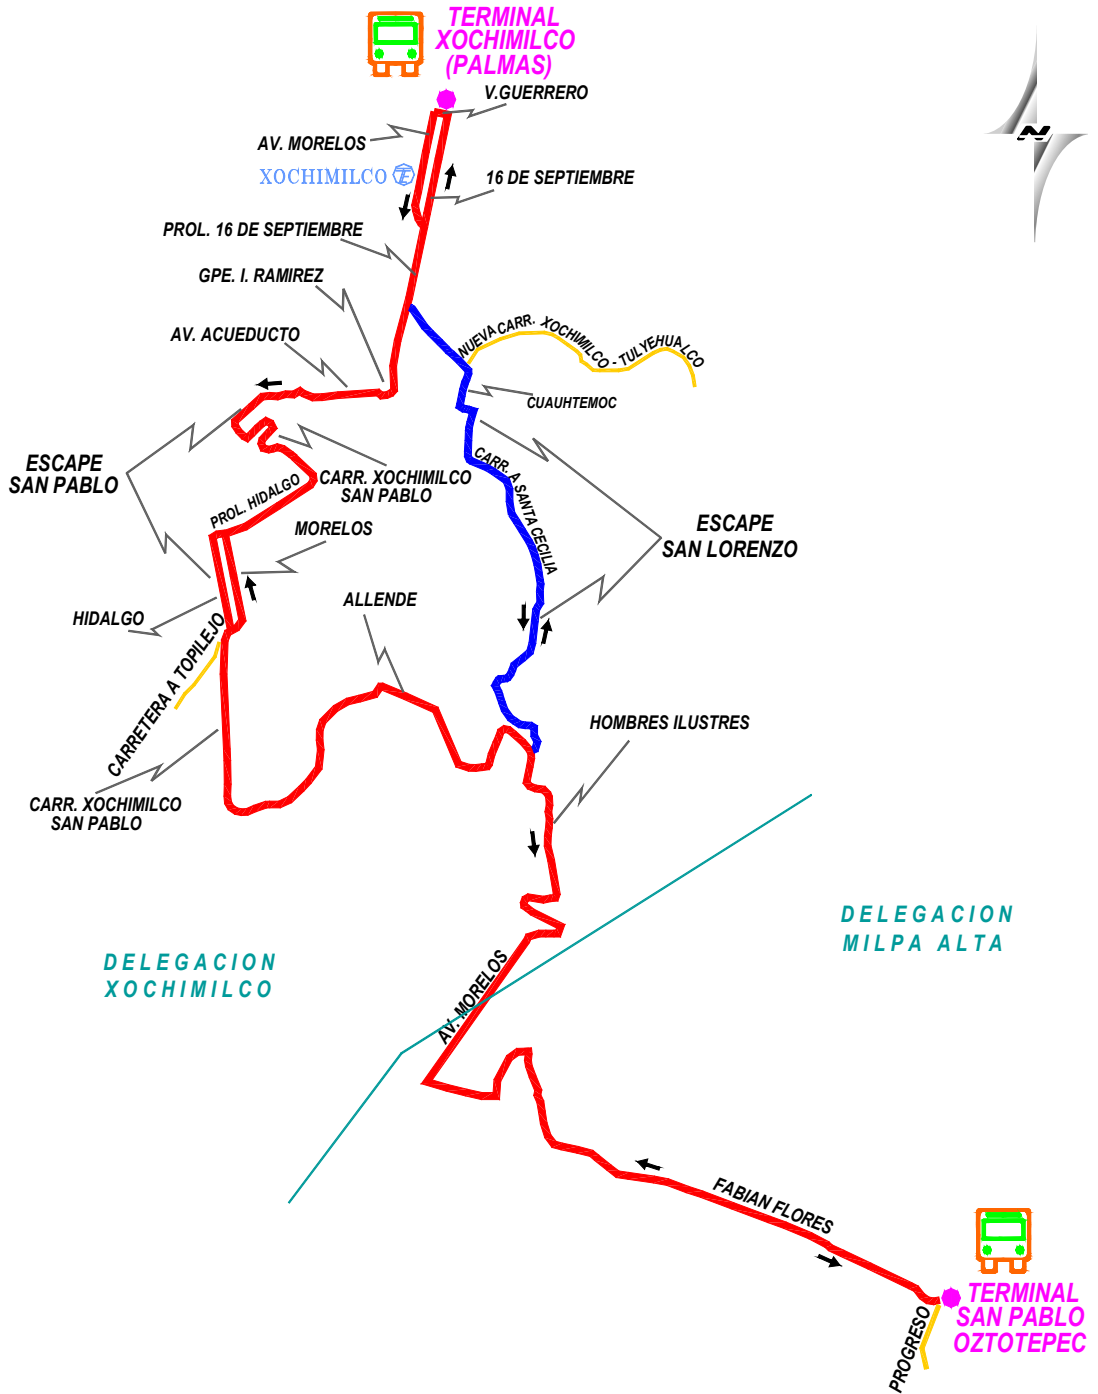 TERMINAL
XOCHIMILCO
(PALMAS)
V.GUERRERO
AV. MORELOS
XOCHIMILCO
16 DE SEPTIEMBRE
N
PROL. 16 DE SEPTIEMBRE
GPE. I. RAMIREZ
AV. ACUEDUCTO
NUEVA CARR. XOCHIMILCO - TULYEHUALCO
CUAUHTEMOC
ESCAPE
SAN PABLO
CARR. XOCHIMILCO
SAN PABLO
PROL. HIDALGO
CARR. A SANTA CECILIA
MORELOS
ESCAPE
SAN LORENZO
HIDALGO
ALLENDE
CARRETERA A TOPILEJO
HOMBRES ILUSTRES
CARR. XOCHIMILCO
SAN PABLO
DELEGACION
MILPA ALTA
DELEGACION
XOCHIMILCO
AV. MORELOS
FABIAN FLORES
TERMINAL
SAN PABLO
OZTOTEPEC
PROGRESO